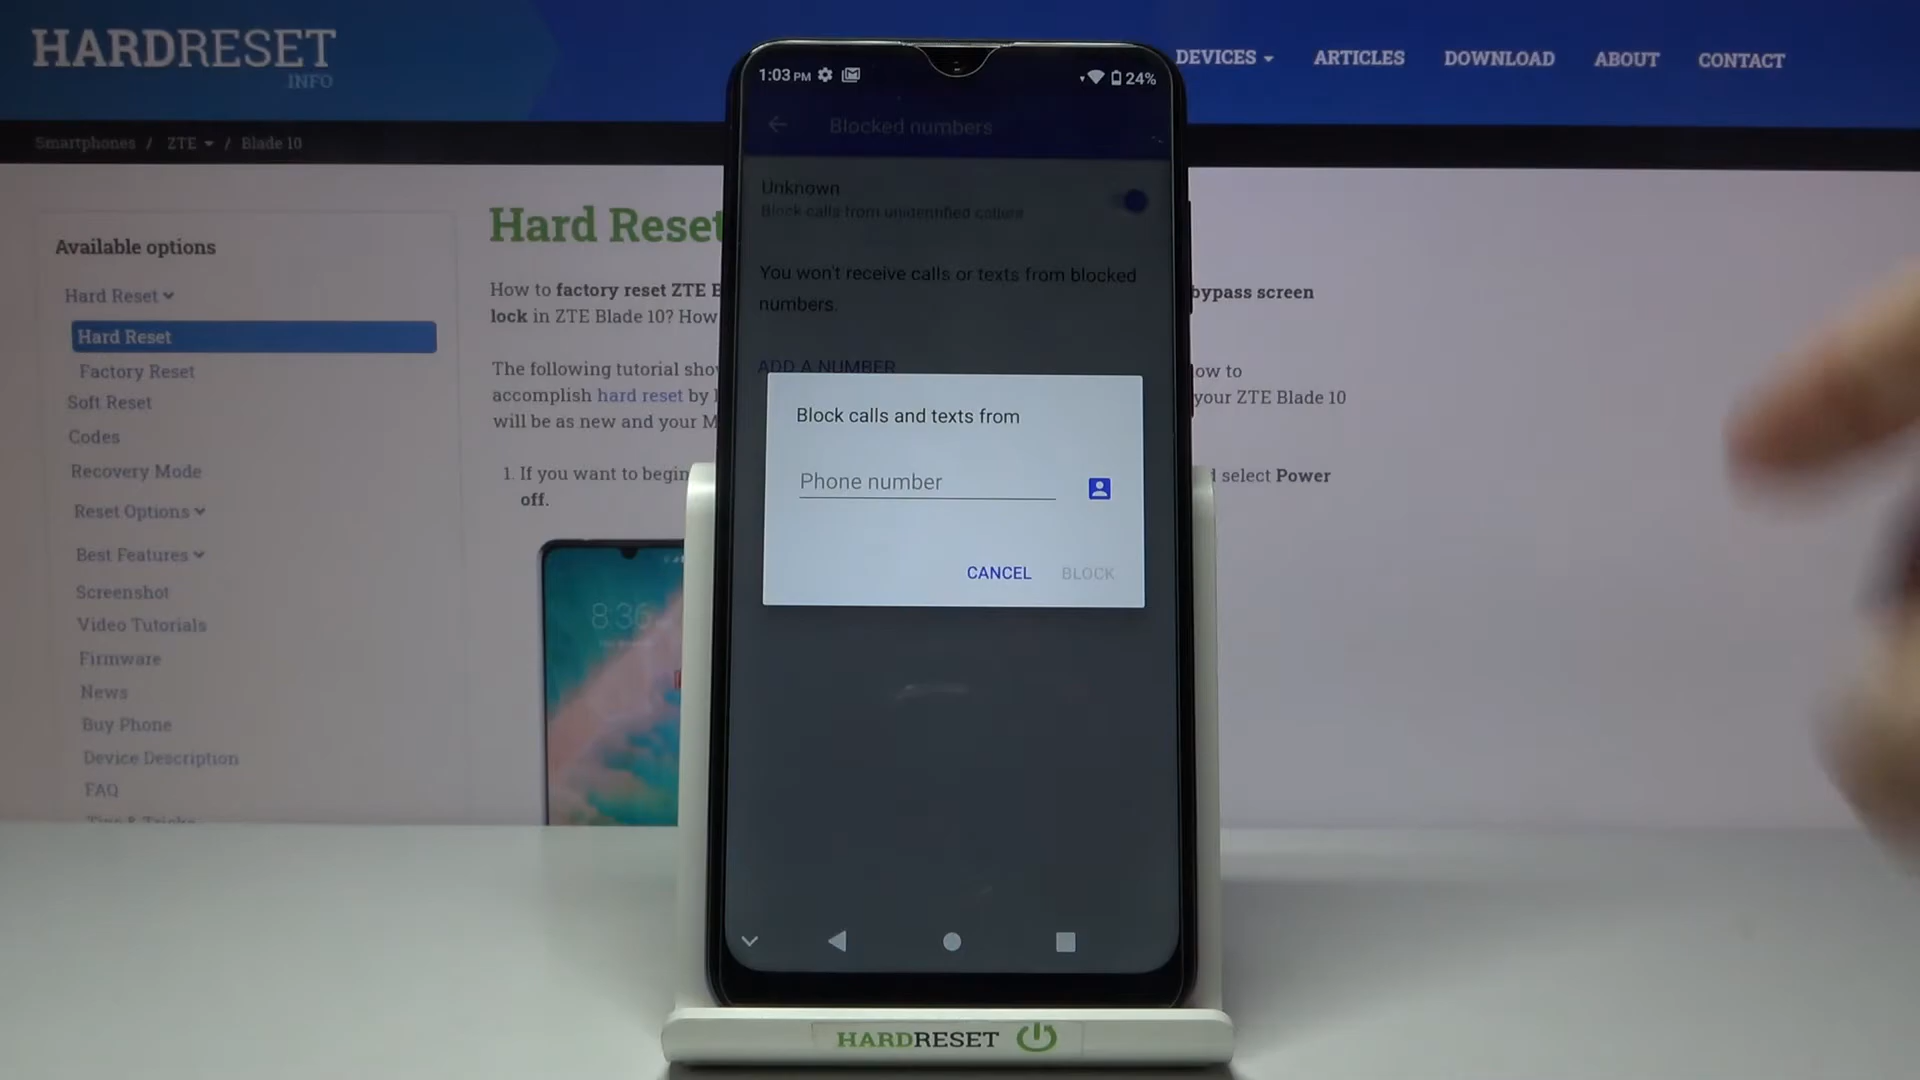 HARDRESET
INFO
DEVICES
ARTICLES
DOWNLOAD
ABOUT
CONTACT
Smartphones / ZTE / Blade 10
Available options
Hard Reset
Hard Reset
Factory Reset
Soft Reset
Codes
Recovery Mode
Reset Options
Best Features
Screenshot
Video Tutorials
Firmware
News
Buy Phone
Device Description
FAQ
Tips & Tricks
Hard Reset
How to factory reset ZTE B
bypass screen
lock in ZTE Blade 10? How
The following tutorial sho
ow to
accomplish hard reset by
your ZTE Blade 10
will be as new and your M
1. If you want to begin
d select Power
off.
8:36
1:03 PM
24%
Blocked numbers
Unknown
Block calls from unidentified callers
You won't receive calls or texts from blocked
numbers.
ADD A NUMBER
Block calls and texts from
Phone number
CANCEL
BLOCK
HARDRESET